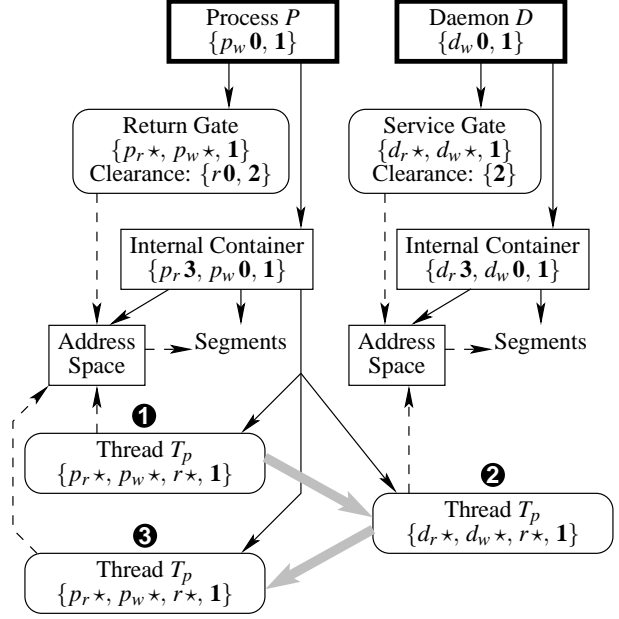 Process P
{p_w 0, 1}
Daemon D
{d_w 0, 1}
Return Gate
{p_r ⋆, p_w ⋆, 1}
Clearance: {r 0, 2}
Service Gate
{d_r ⋆, d_w ⋆, 1}
Clearance: {2}
Internal Container
{p_r 3, p_w 0, 1}
Internal Container
{d_r 3, d_w 0, 1}
Address
Space
Segments
Address
Space
Segments
❶
Thread T_p
{p_r ⋆, p_w ⋆, r⋆, 1}
❷
Thread T_p
{d_r ⋆, d_w ⋆, r⋆, 1}
❸
Thread T_p
{p_r ⋆, p_w ⋆, r⋆, 1}